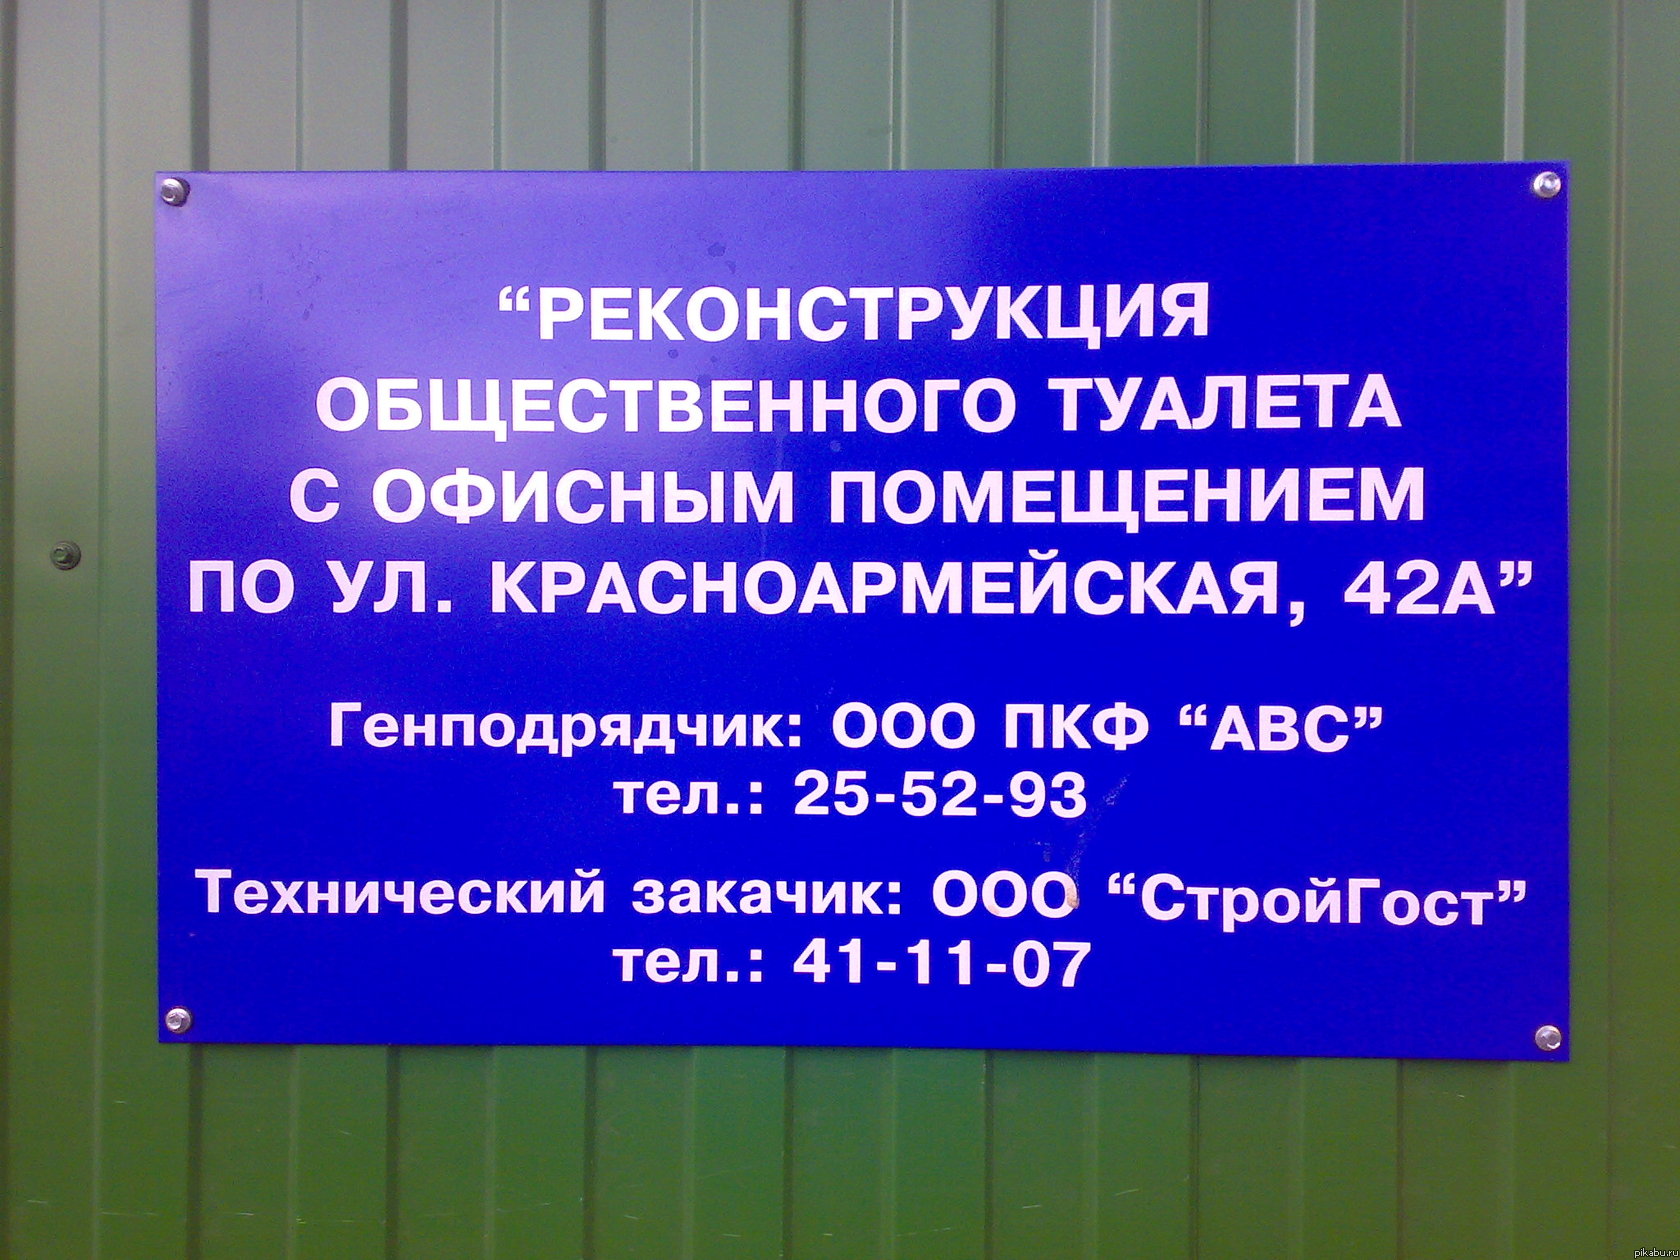 “РЕКОНСТРУКЦИЯ
ОБЩЕСТВЕННОГО ТУАЛЕТА
С ОФИСНЫМ ПОМЕЩЕНИЕМ
ПО УЛ. КРАСНОАРМЕЙСКАЯ, 42А”
Генподрядчик: ООО ПКФ “АВС”
тел.: 25-52-93
Технический закачик: ООО “СтройГост”
тел.: 41-11-07
pikabu.ru